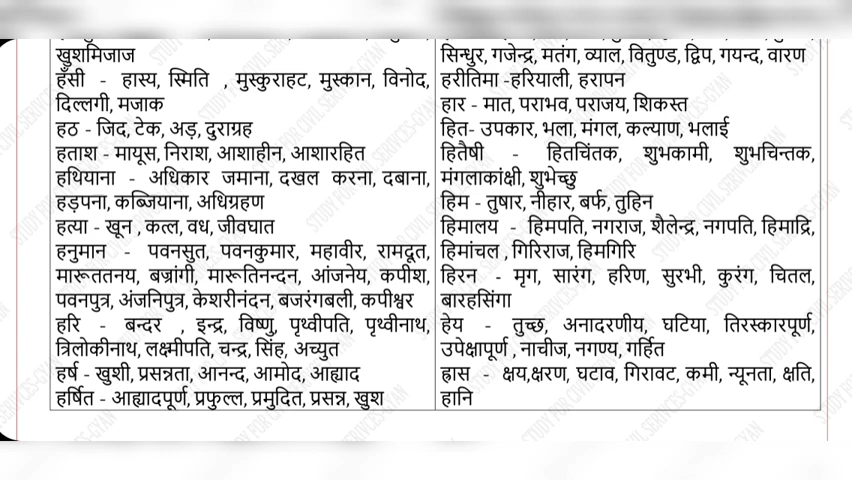 खुशमिजाज
हँसी - हास्य, स्मिति , मुस्कुराहट, मुस्कान, विनोद,
दिल्लगी, मजाक
हठ - जिद, टेक, अड़, दुराग्रह
हताश - मायूस, निराश, आशाहीन, आशारहित
हथियाना - अधिकार जमाना, दखल करना, दबाना,
हड़पना, कब्जियाना, अधिग्रहण
हत्या - खून , कत्ल, वध, जीवघात
हनुमान - पवनसुत, पवनकुमार, महावीर, रामदूत,
मारूततनय, बज्रांगी, मारूतिनन्दन, आंजनेय, कपीश,
पवनपुत्र, अंजनिपुत्र, केशरीनंदन, बजरंगबली, कपीश्वर
हरि - बन्दर , इन्द्र, विष्णु, पृथ्वीपति, पृथ्वीनाथ,
त्रिलोकीनाथ, लक्ष्मीपति, चन्द्र, सिंह, अच्युत
हर्ष - खुशी, प्रसन्नता, आनन्द, आमोद, आह्याद
हर्षित - आह्यादपूर्ण, प्रफुल्ल, प्रमुदित, प्रसन्न, खुश
सिन्धुर, गजेन्द्र, मतंग, व्याल, वितुण्ड, द्विप, गयन्द, वारण
हरीतिमा -हरियाली, हरापन
हार - मात, पराभव, पराजय, शिकस्त
हित- उपकार, भला, मंगल, कल्याण, भलाई
हितैषी - हितचिंतक, शुभकामी, शुभचिन्तक,
मंगलाकांक्षी, शुभेच्छु
हिम - तुषार, नीहार, बर्फ, तुहिन
हिमालय - हिमपति, नगराज, शैलेन्द्र, नगपति, हिमाद्रि,
हिमांचल , गिरिराज, हिमगिरि
हिरन - मृग, सारंग, हरिण, सुरभी, कुरंग, चितल,
बारहसिंगा
हेय - तुच्छ, अनादरणीय, घटिया, तिरस्कारपूर्ण,
उपेक्षापूर्ण , नाचीज, नगण्य, गर्हित
ह्रास - क्षय,क्षरण, घटाव, गिरावट, कमी, न्यूनता, क्षति,
हानि